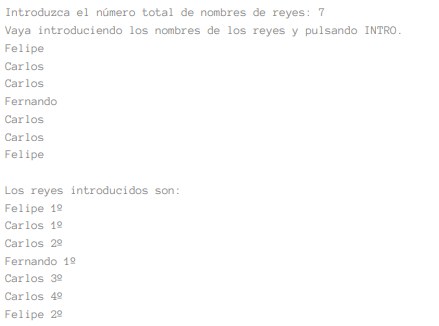 Introduzca el número total de nombres de reyes: 7
Vaya introduciendo los nombres de los reyes y pulsando INTRO.
Felipe
Carlos
Carlos
Fernando
Carlos
Carlos
Felipe
Los reyes introducidos son:
Felipe 1º
Carlos 1º
Carlos 2º
Fernando 1º
Carlos 3º
Carlos 4º
Felipe 2º